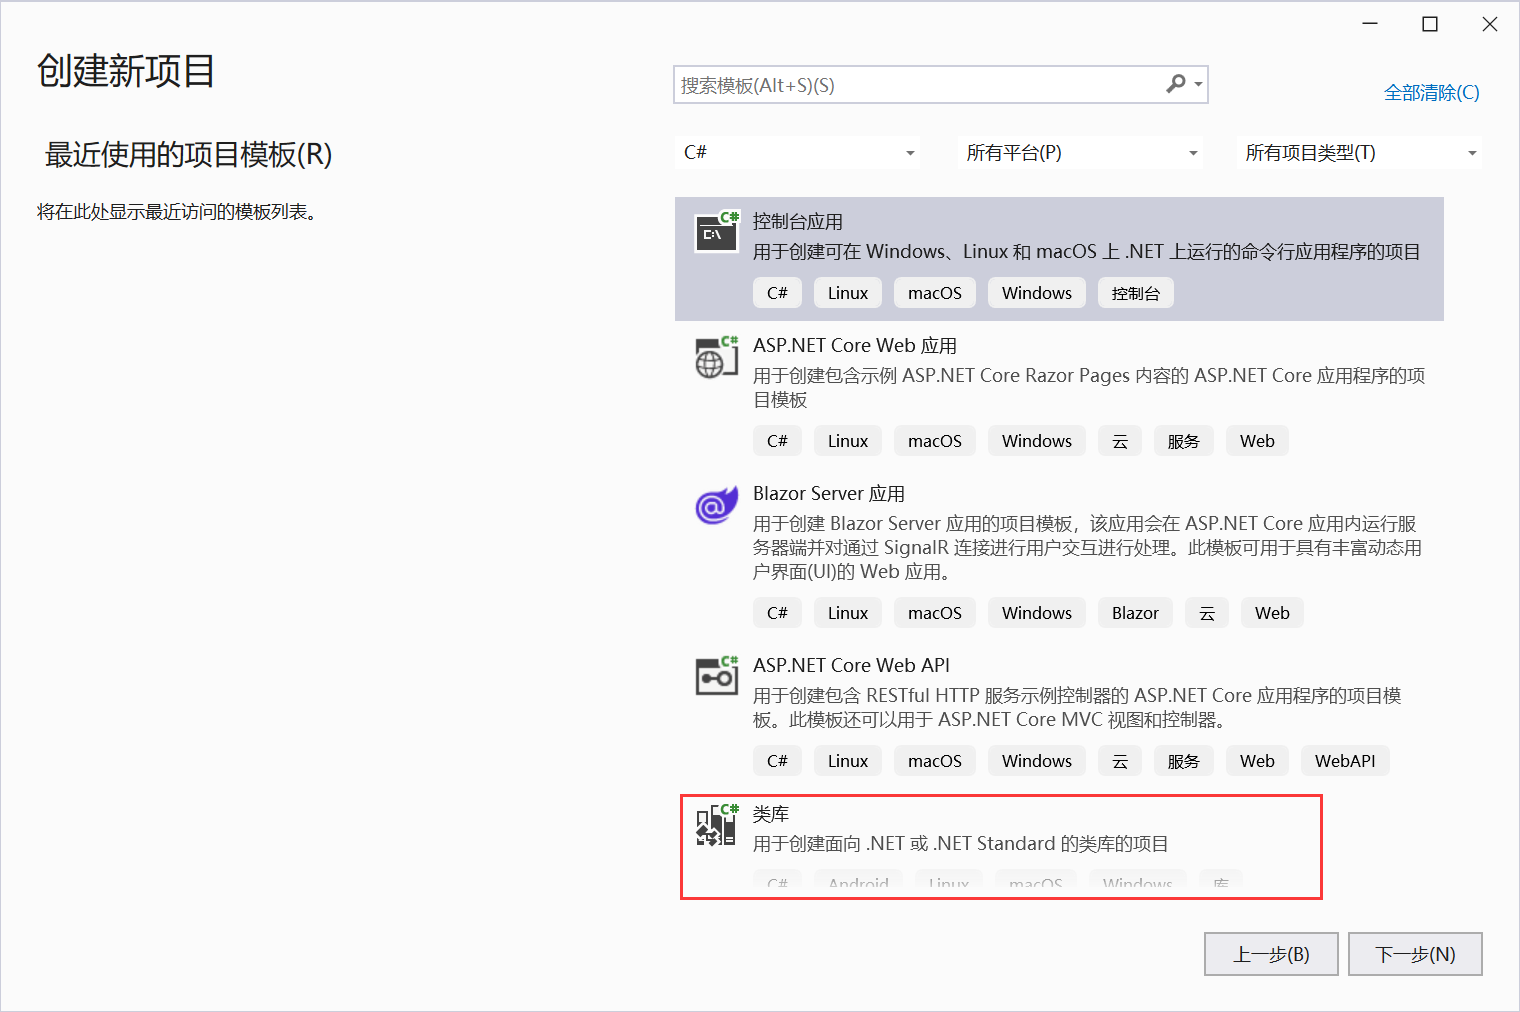 创建新项目
搜索模板(Alt+S)(S)
全部清除(C)
最近使用的项目模板(R)
将在此处显示最近访问的模板列表。
C#
所有平台(P)
所有项目类型(T)
C#
C:\
控制台应用
用于创建可在 Windows、Linux 和 macOS 上 .NET 上运行的命令行应用程序的项目
C# Linux macOS Windows 控制台
C#
ASP.NET Core Web 应用
用于创建包含示例 ASP.NET Core Razor Pages 内容的 ASP.NET Core 应用程序的项
目模板
C# Linux macOS Windows 云 服务 Web
Blazor Server 应用
用于创建 Blazor Server 应用的项目模板，该应用会在 ASP.NET Core 应用内运行服
务器端并对通过 SignalR 连接进行用户交互进行处理。此模板可用于具有丰富动态用
户界面(UI)的 Web 应用。
C# Linux macOS Windows Blazor 云 Web
C#
ASP.NET Core Web API
用于创建包含 RESTful HTTP 服务示例控制器的 ASP.NET Core 应用程序的项目模
板。此模板还可以用于 ASP.NET Core MVC 视图和控制器。
C# Linux macOS Windows 云 服务 Web WebAPI
C#
类库
用于创建面向 .NET 或 .NET Standard 的类库的项目
C# Android Linux macOS Windows 库
上一步(B)
下一步(N)